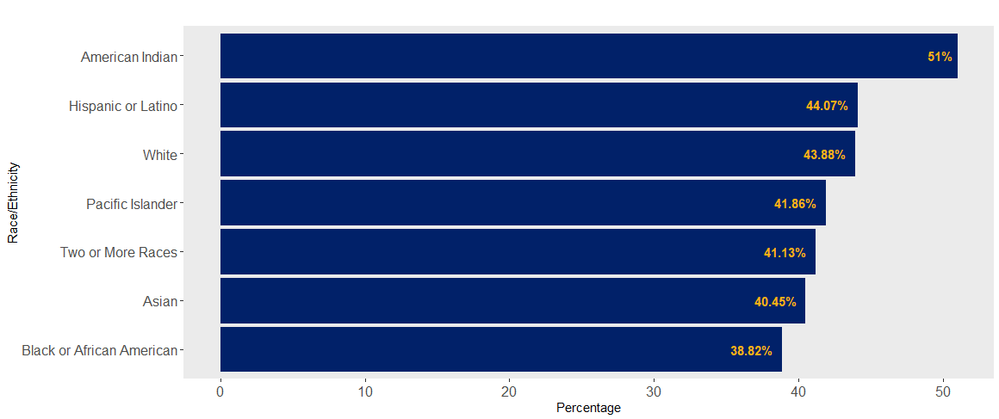 American Indian 51%
Hispanic or Latino 44.07%
White 43.88%
Pacific Islander 41.86%
Two or More Races 41.13%
Asian 40.45%
Black or African American 38.82%
Race/Ethnicity
0 10 20 30 40 50
Percentage